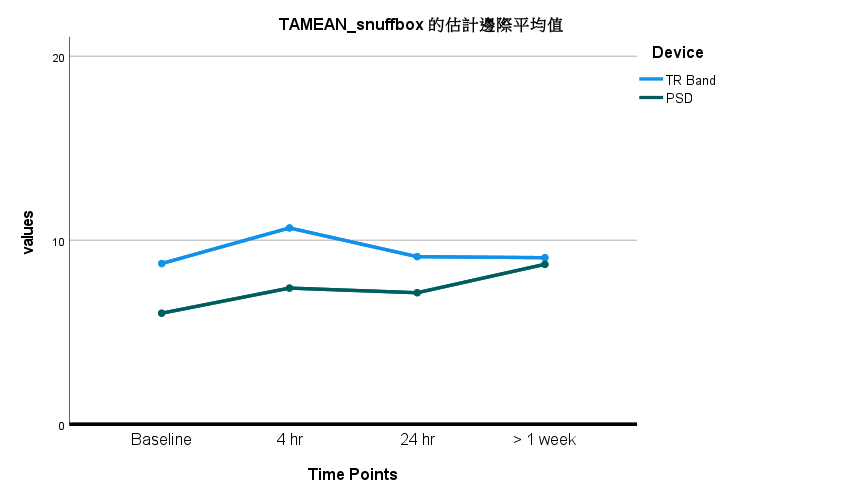 TAMEAN_snuffbox 的估計邊際平均值
Device
TR Band
PSD
values
20
10
0
Baseline
4 hr
24 hr
> 1 week
Time Points